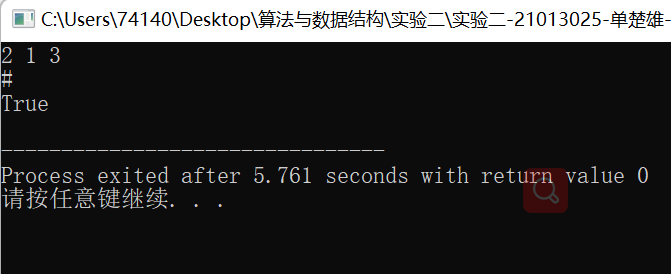 C:\Users\74140\Desktop\算法与数据结构\实验二\实验二-21013025-单楚雄-
2 1 3
#
True
--------------------------------
Process exited after 5.761 seconds with return value 0
请按任意键继续. . .